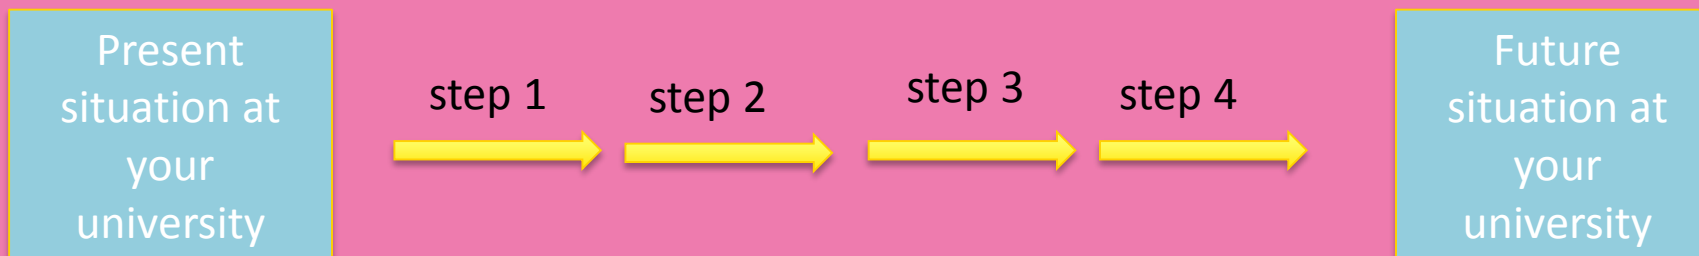 Present
situation at
your
university
step 1
step 2
step 3
step 4
Future
situation at
your
university